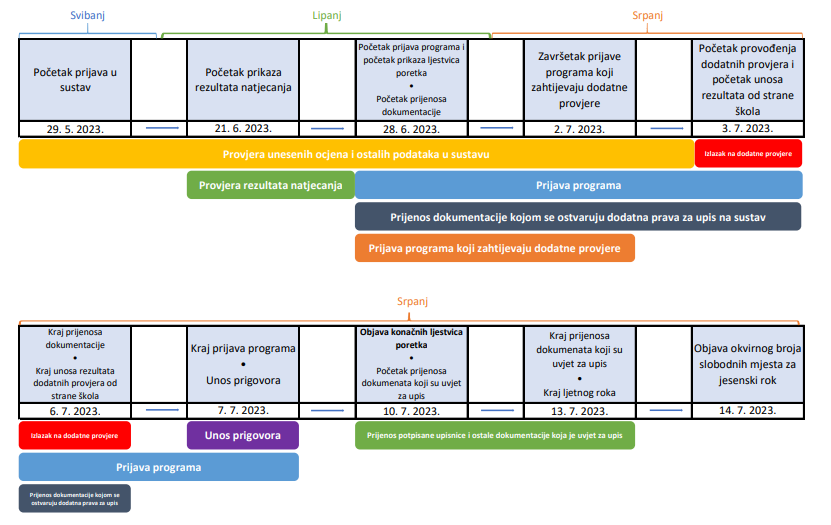 Svibanj
Lipanj
Srpanj
Početak prijava u
sustav
Početak prikaza
rezultata natjecanja
Početak prijava programa i
početak prikaza ljestvica
poretka
•
Početak prijenosa
dokumentacije
Završetak prijave
programa koji
zahtijevaju dodatne
provjere
Početak provođenja
dodatnih provjera i
početak unosa
rezultata od strane
škola
29. 5. 2023.
21. 6. 2023.
28. 6. 2023.
2. 7. 2023.
3. 7. 2023.
Provjera unesenih ocjena i ostalih podataka u sustavu
Izlazak na dodatne provjere
Provjera rezultata natjecanja
Prijava programa
Prijenos dokumentacije kojom se ostvaruju dodatna prava za upis na sustav
Prijava programa koji zahtijevaju dodatne provjere
Srpanj
Kraj prijenosa
dokumentacije
•
Kraj unosa rezultata
dodatnih provjera od
strane škola
Kraj prijava programa
•
Unos prigovora
Objava konačnih ljestvica
poretka
•
Početak prijenosa
dokumenata koji su uvjet
za upis
Kraj prijenosa
dokumenata koji su
uvjet za upis
•
Kraj ljetnog roka
Objava okvirnog broja
slobodnih mjesta za
jesenski rok
6. 7. 2023.
7. 7. 2023.
10. 7. 2023.
13. 7. 2023.
14. 7. 2023.
Izlazak na dodatne provjere
Unos prigovora
Prijenos potpisane upisnice i ostale dokumentacije koja je uvjet za upis
Prijava programa
Prijenos dokumentacije kojom se
ostvaruju dodatna prava za upis